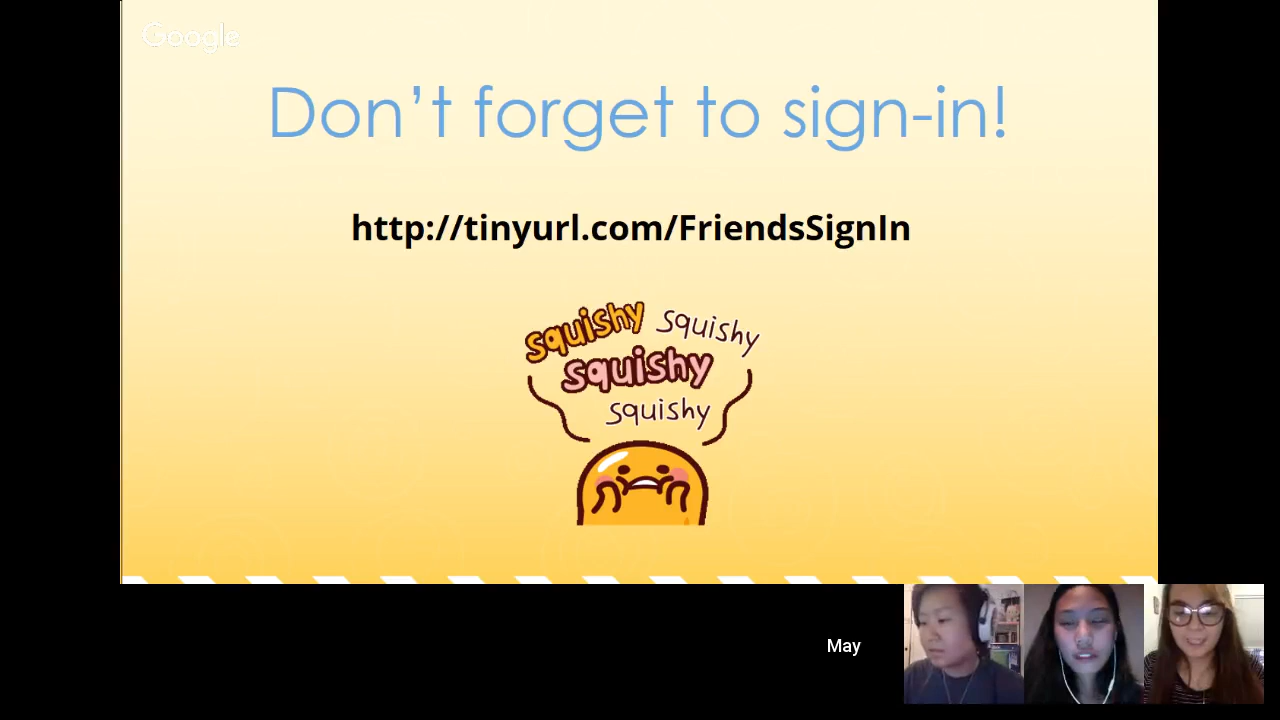 Google
Don't forget to sign-in!
http://tinyurl.com/FriendsSignIn
squishy squishy
squishy
squishy
May